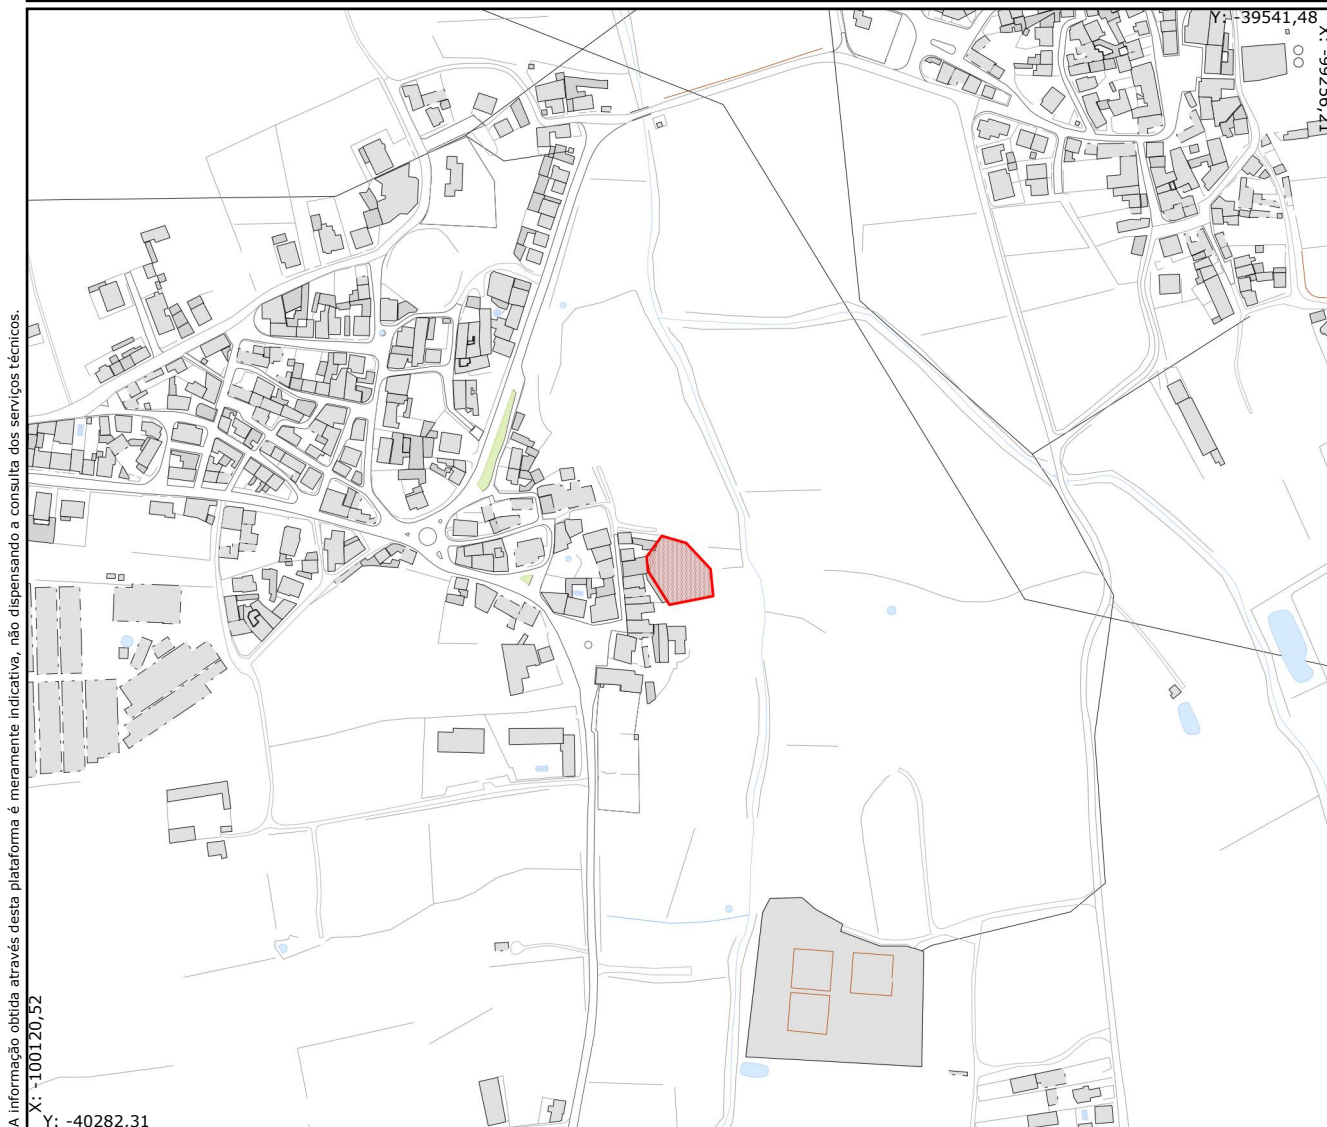 Y: -39541,48
X: -99256,21
A informação obtida através desta plataforma é meramente indicativa, não dispensando a consulta dos serviços técnicos.
X: -100120,52
Y: -40282,31